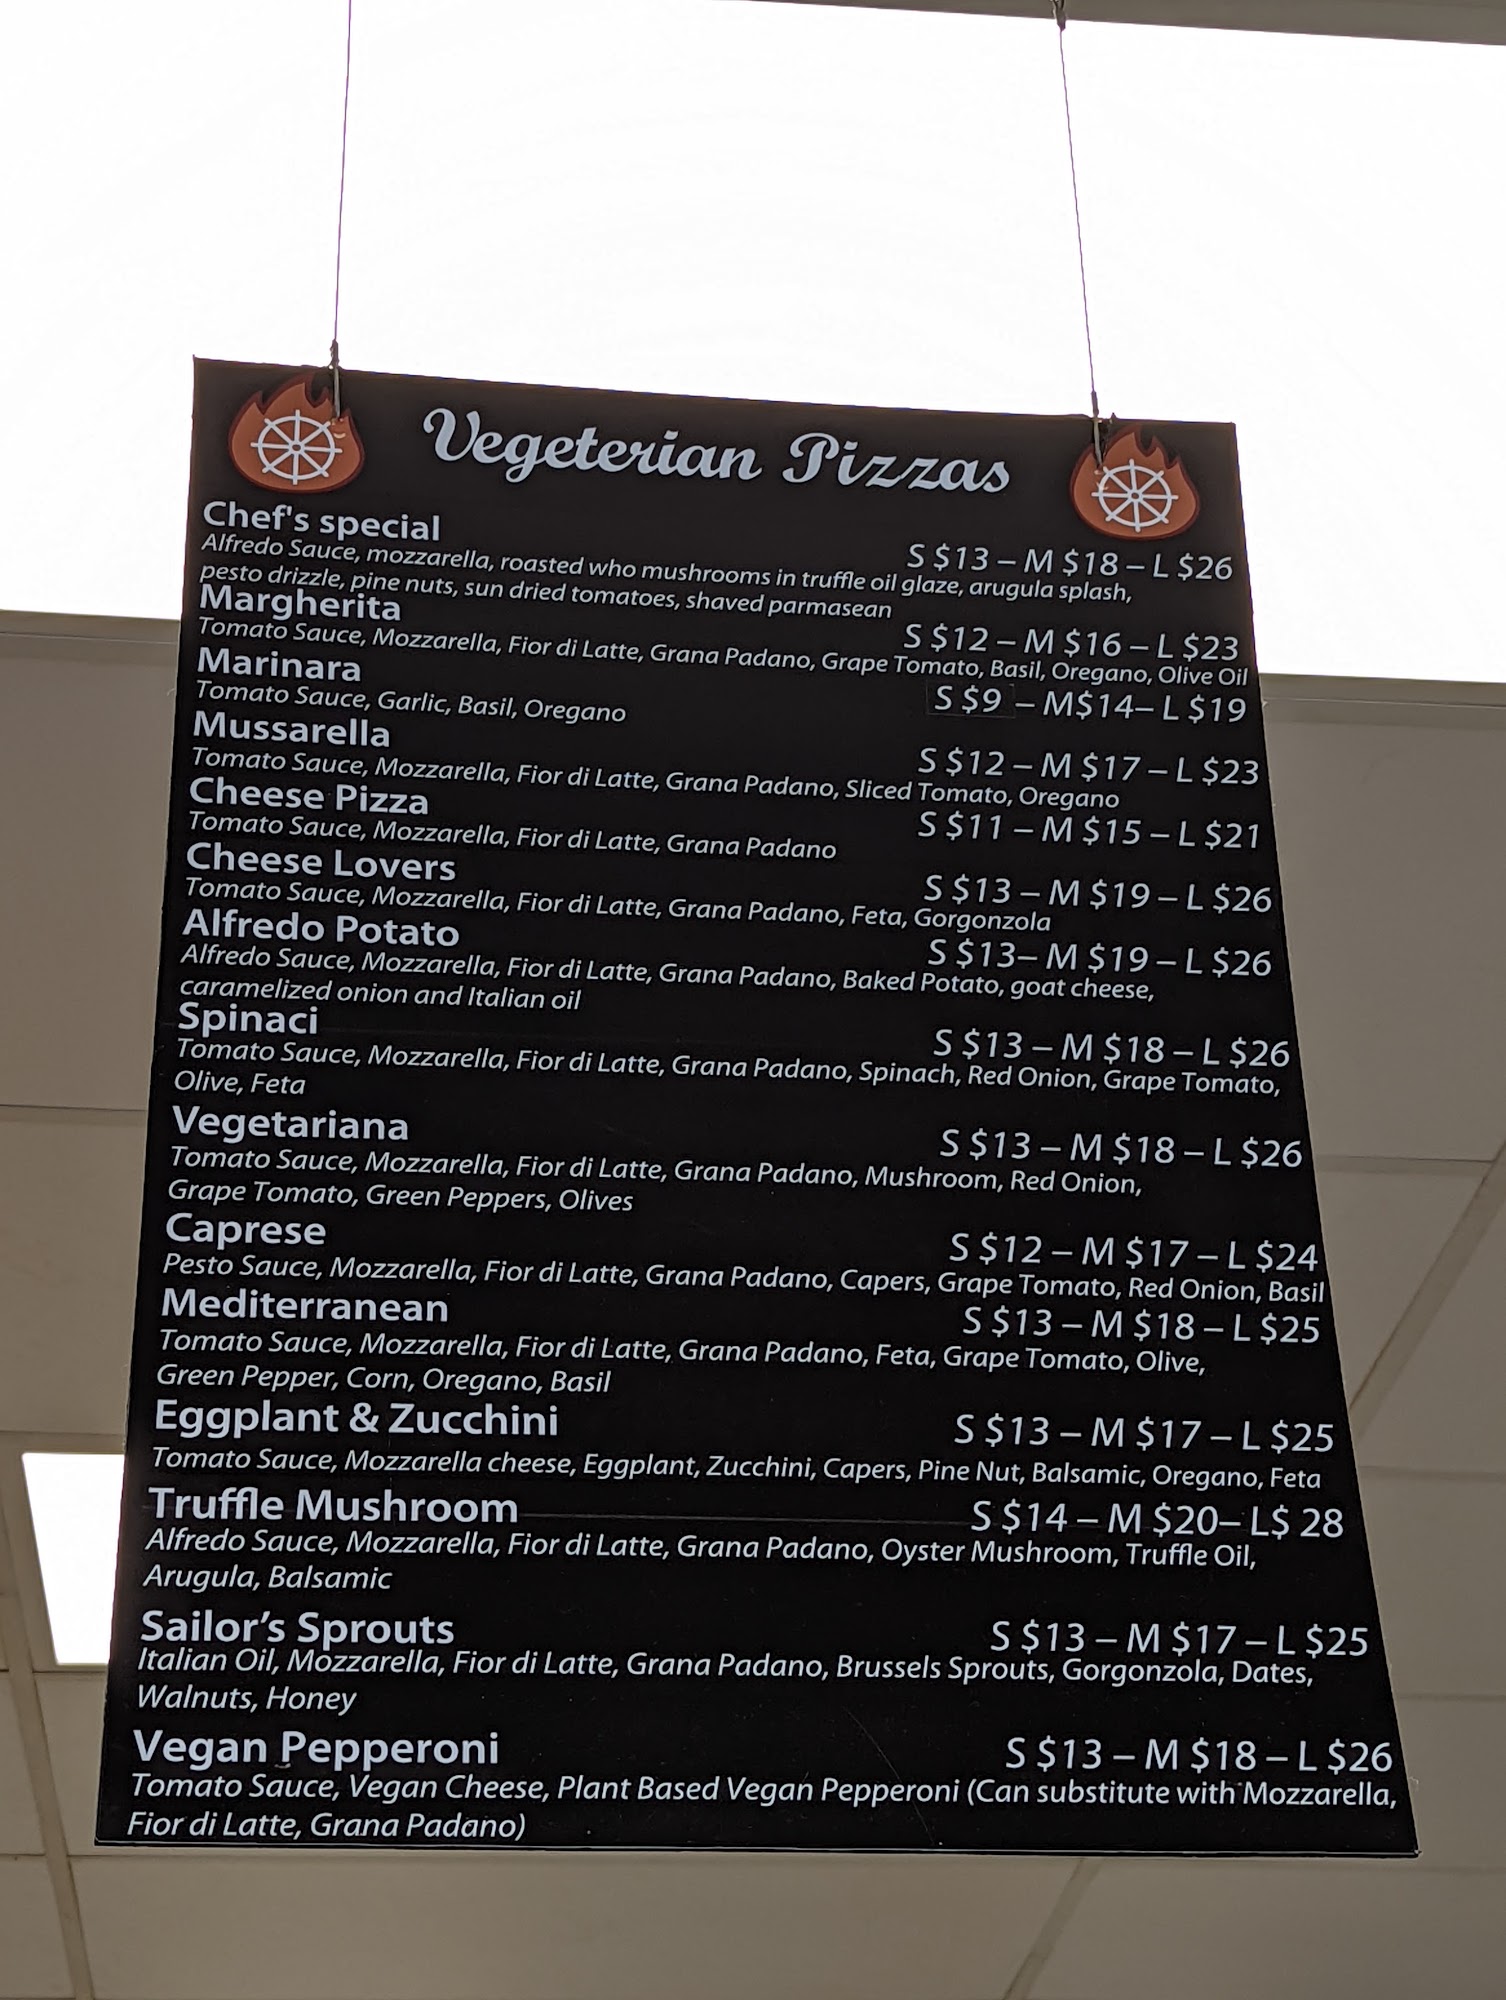 Vegeterian Pizzas
Chef's special
S $13 – M $18 – L $26
Alfredo Sauce, mozzarella, roasted who mushrooms in truffle oil glaze, arugula splash,
pesto drizzle, pine nuts, sun dried tomatoes, shaved parmasean
Margherita
S $12 – M $16 – L $23
Tomato Sauce, Mozzarella, Fior di Latte, Grana Padano, Grape Tomato, Basil, Oregano, Olive Oil
Marinara
S $9 – M$14– L $19
Tomato Sauce, Garlic, Basil, Oregano
Mussarella
S $12 – M $17 – L $23
Tomato Sauce, Mozzarella, Fior di Latte, Grana Padano, Sliced Tomato, Oregano
Cheese Pizza
S $11 – M $15 – L $21
Tomato Sauce, Mozzarella, Fior di Latte, Grana Padano
Cheese Lovers
S $13 – M $19 – L $26
Tomato Sauce, Mozzarella, Fior di Latte, Grana Padano, Feta, Gorgonzola
Alfredo Potato
S $13– M $19 – L $26
Alfredo Sauce, Mozzarella, Fior di Latte, Grana Padano, Baked Potato, goat cheese,
caramelized onion and Italian oil
Spinaci
S $13 – M $18 – L $26
Tomato Sauce, Mozzarella, Fior di Latte, Grana Padano, Spinach, Red Onion, Grape Tomato,
Olive, Feta
Vegetariana
S $13 – M $18 – L $26
Tomato Sauce, Mozzarella, Fior di Latte, Grana Padano, Mushroom, Red Onion,
Grape Tomato, Green Peppers, Olives
Caprese
S $12 – M $17 – L $24
Pesto Sauce, Mozzarella, Fior di Latte, Grana Padano, Capers, Grape Tomato, Red Onion, Basil
Mediterranean
S $13 – M $18 – L $25
Tomato Sauce, Mozzarella, Fior di Latte, Grana Padano, Feta, Grape Tomato, Olive,
Green Pepper, Corn, Oregano, Basil
Eggplant & Zucchini
S $13 – M $17 – L $25
Tomato Sauce, Mozzarella cheese, Eggplant, Zucchini, Capers, Pine Nut, Balsamic, Oregano, Feta
Truffle Mushroom
S $14 – M $20– L$ 28
Alfredo Sauce, Mozzarella, Fior di Latte, Grana Padano, Oyster Mushroom, Truffle Oil,
Arugula, Balsamic
Sailor’s Sprouts
S $13 – M $17 – L $25
Italian Oil, Mozzarella, Fior di Latte, Grana Padano, Brussels Sprouts, Gorgonzola, Dates,
Walnuts, Honey
Vegan Pepperoni
S $13 – M $18 – L $26
Tomato Sauce, Vegan Cheese, Plant Based Vegan Pepperoni (Can substitute with Mozzarella,
Fior di Latte, Grana Padano)